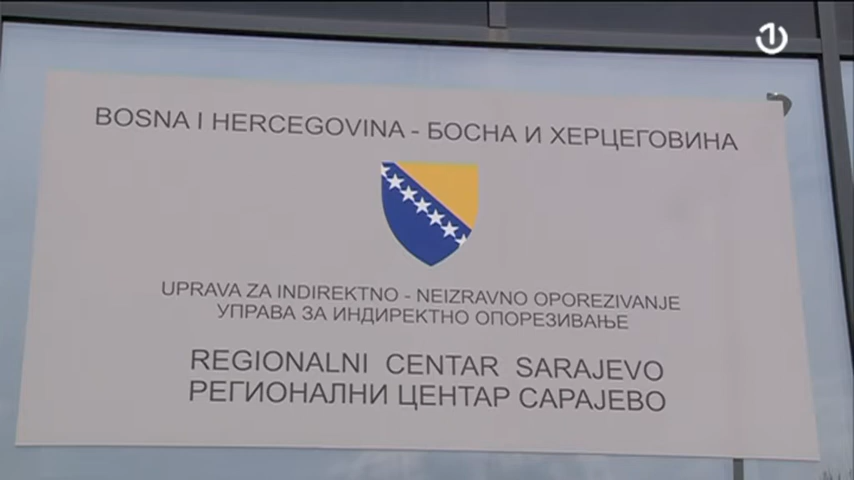 BOSNA I HERCEGOVINA - БОСНА И ХЕРЦЕГОВИНА
UPRAVA ZA INDIREKTNO - NEIZRAVNO OPOREZIVANJE
УПРАВА ЗА ИНДИРЕКТНО ОПОРЕЗИВАЊЕ
REGIONALNI CENTAR SARAJEVO
РЕГИОНАЛНИ ЦЕНТАР САРАЈЕВО